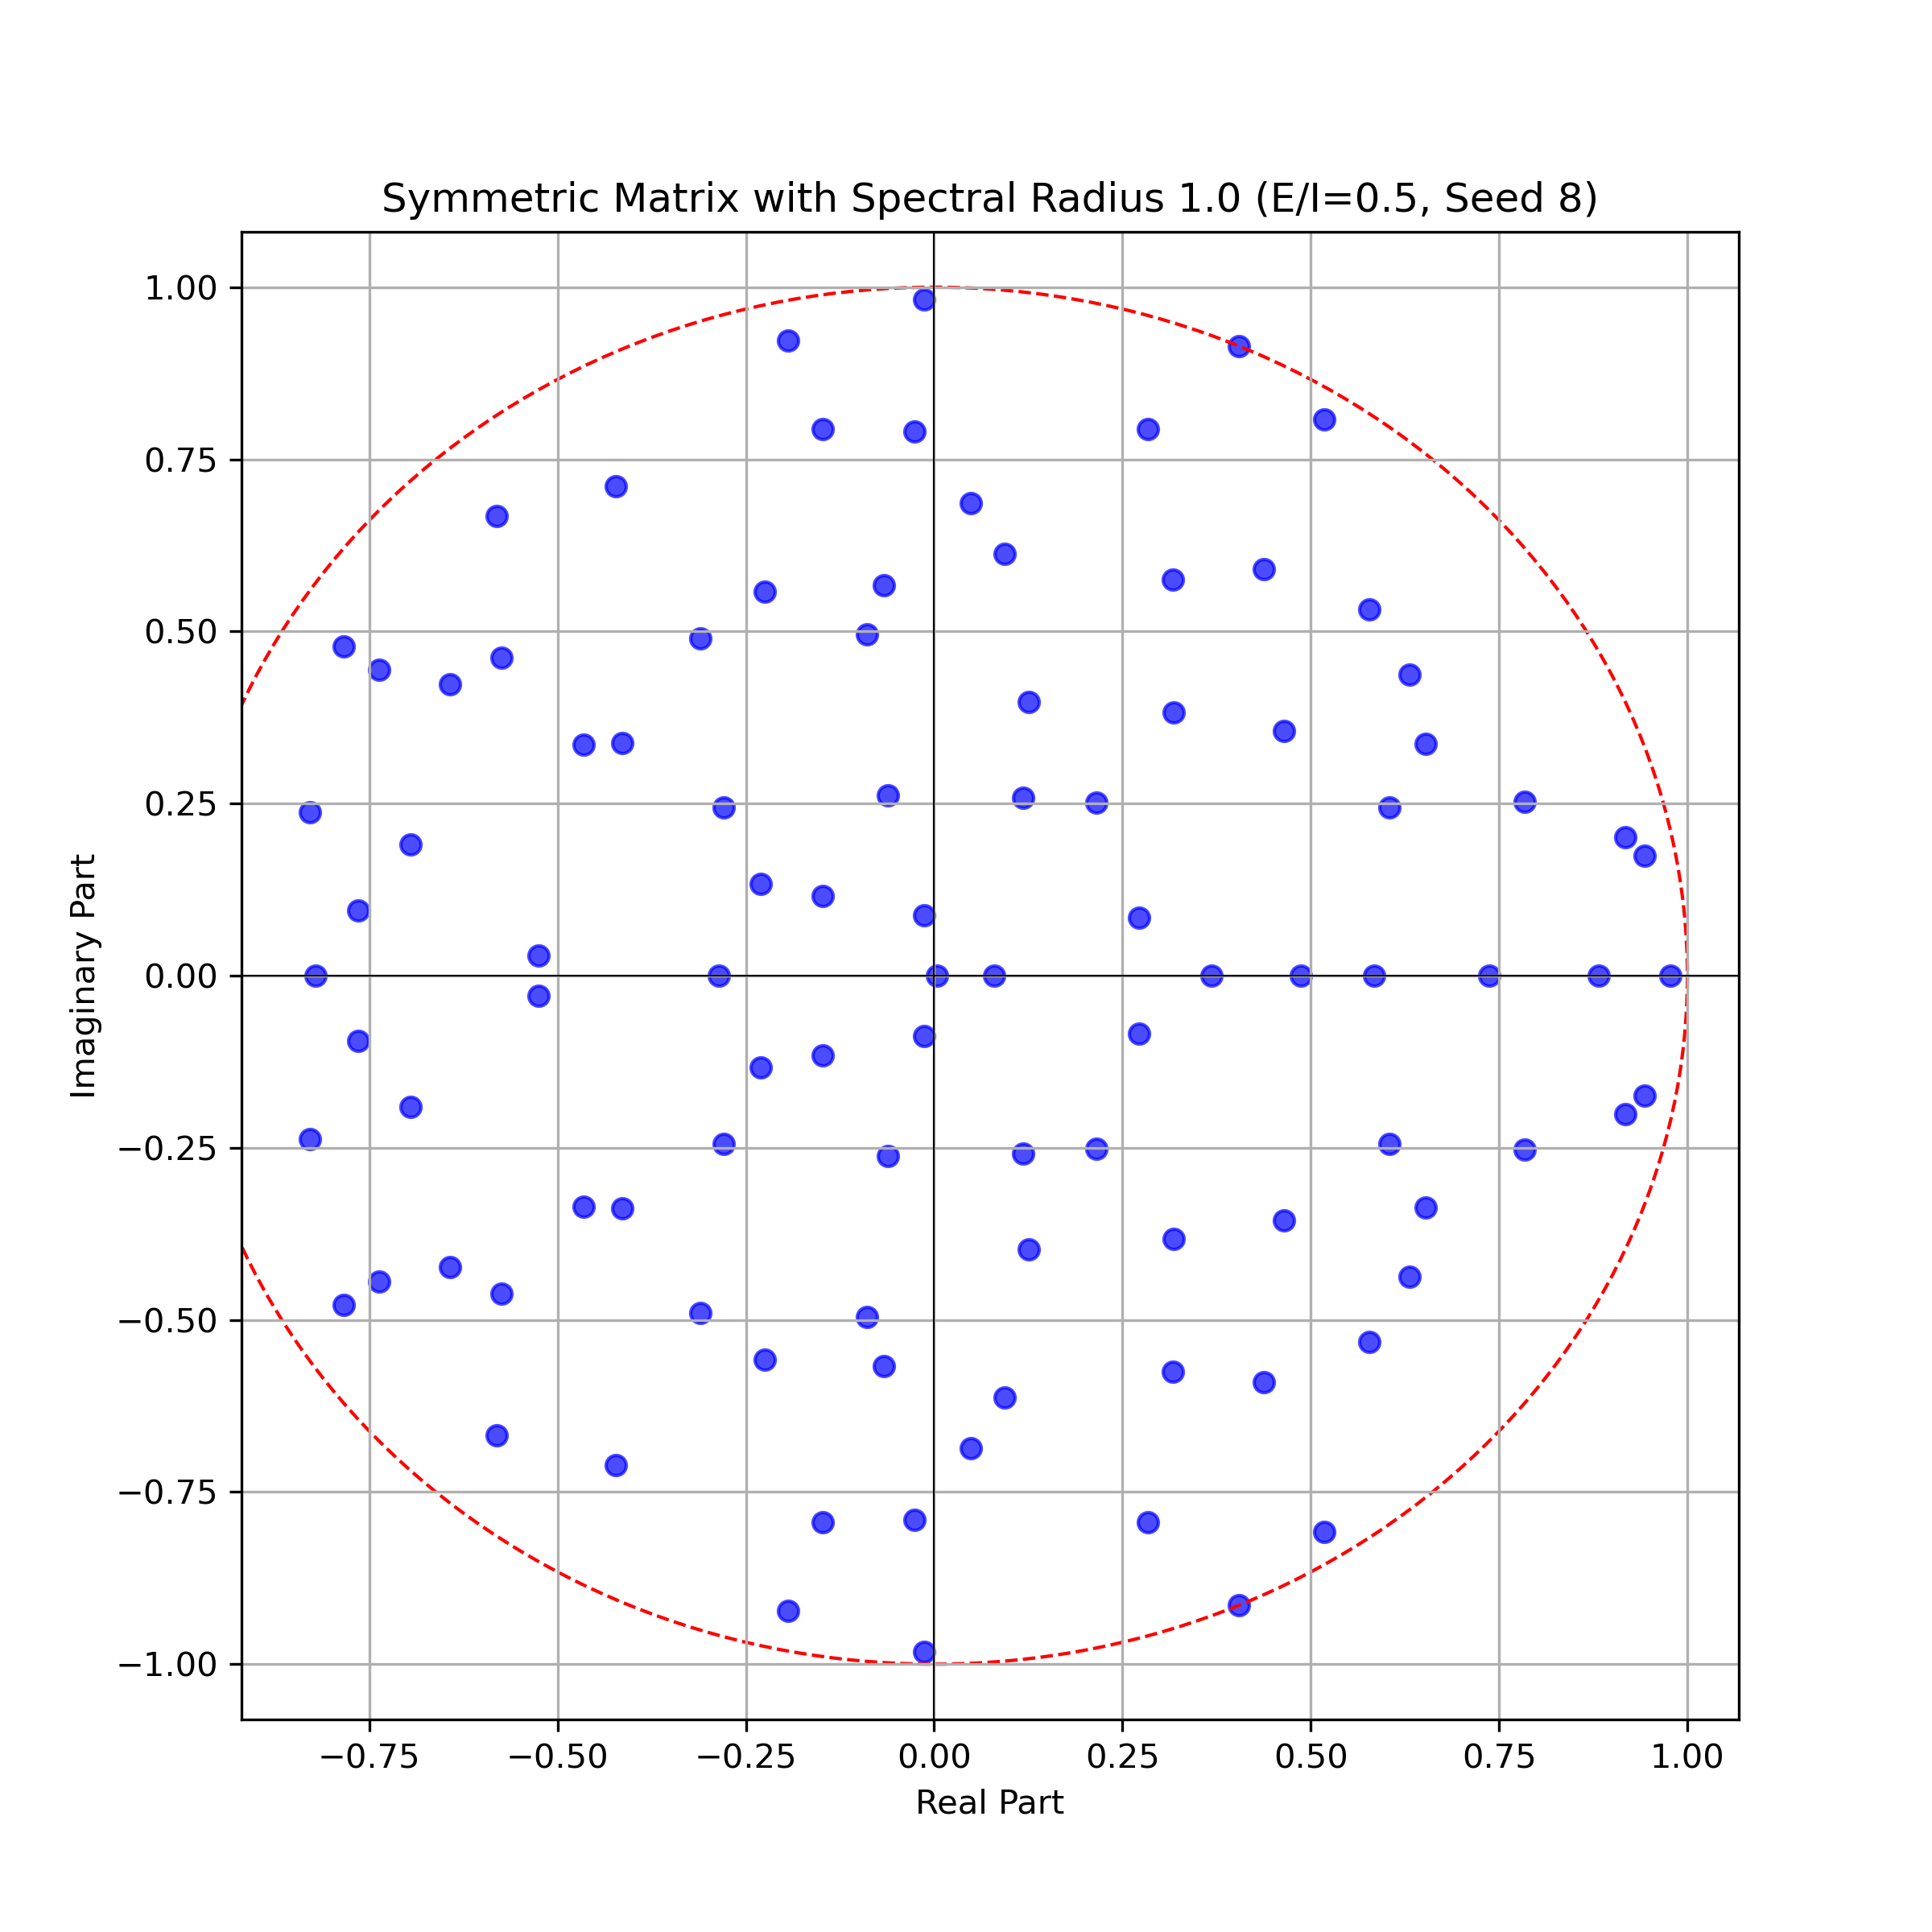 Symmetric Matrix with Spectral Radius 1.0 (E/I=0.5, Seed 8)
1.00
0.75
0.50
0.25
0.00
−0.25
−0.50
−0.75
−1.00
Imaginary Part
−0.75 −0.50 −0.25 0.00 0.25 0.50 0.75 1.00
Real Part